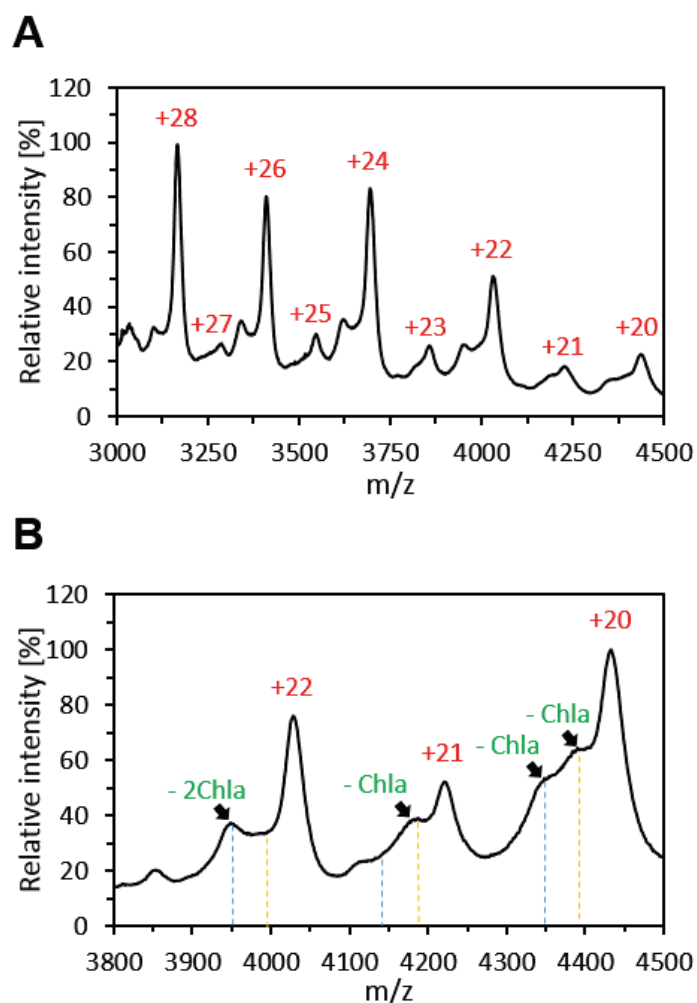 A
Relative intensity [%]
120
100
80
60
40
20
0
+28
+27
+26
+25
+24
+23
+22
+21
+20
3000 3250 3500 3750 4000 4250 4500
m/z
B
Relative intensity [%]
120
100
80
60
40
20
0
- 2Chla
+22
- Chla
+21
- Chla
- Chla
+20
3800 3900 4000 4100 4200 4300 4400 4500
m/z